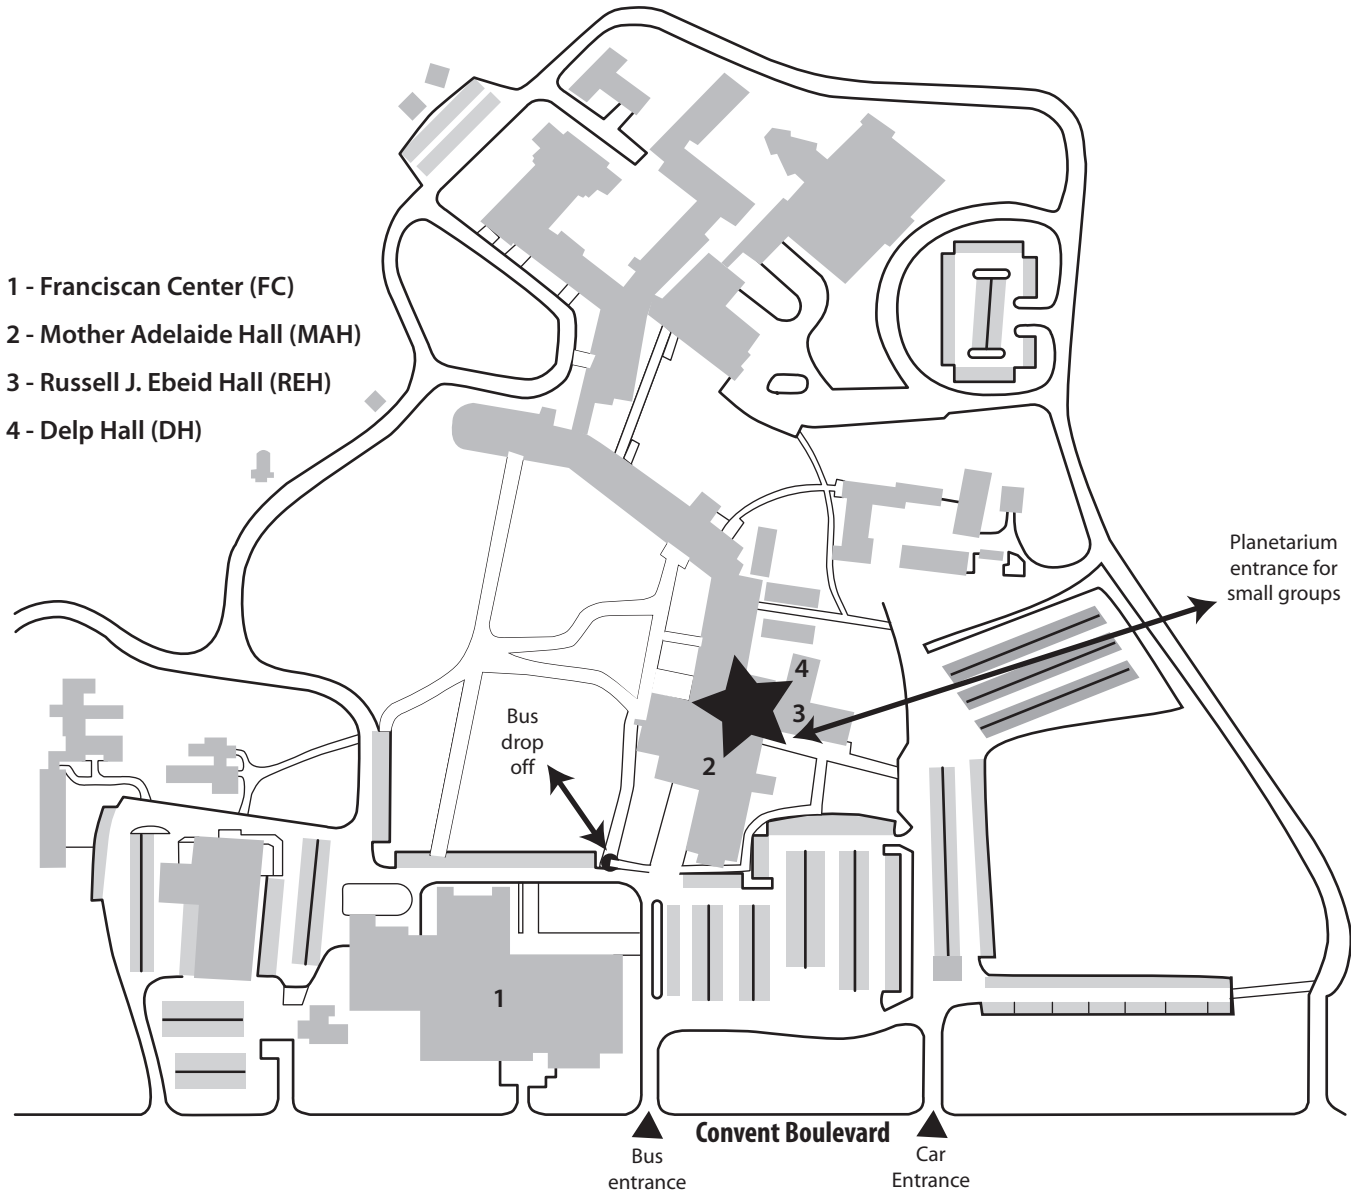 1 - Franciscan Center (FC)
2 - Mother Adelaide Hall (MAH)
3 - Russell J. Ebeid Hall (REH)
4 - Delp Hall (DH)
Planetarium
entrance for
small groups
4
3
Bus
drop
off
2
1
Convent Boulevard
Bus
entrance
Car
Entrance